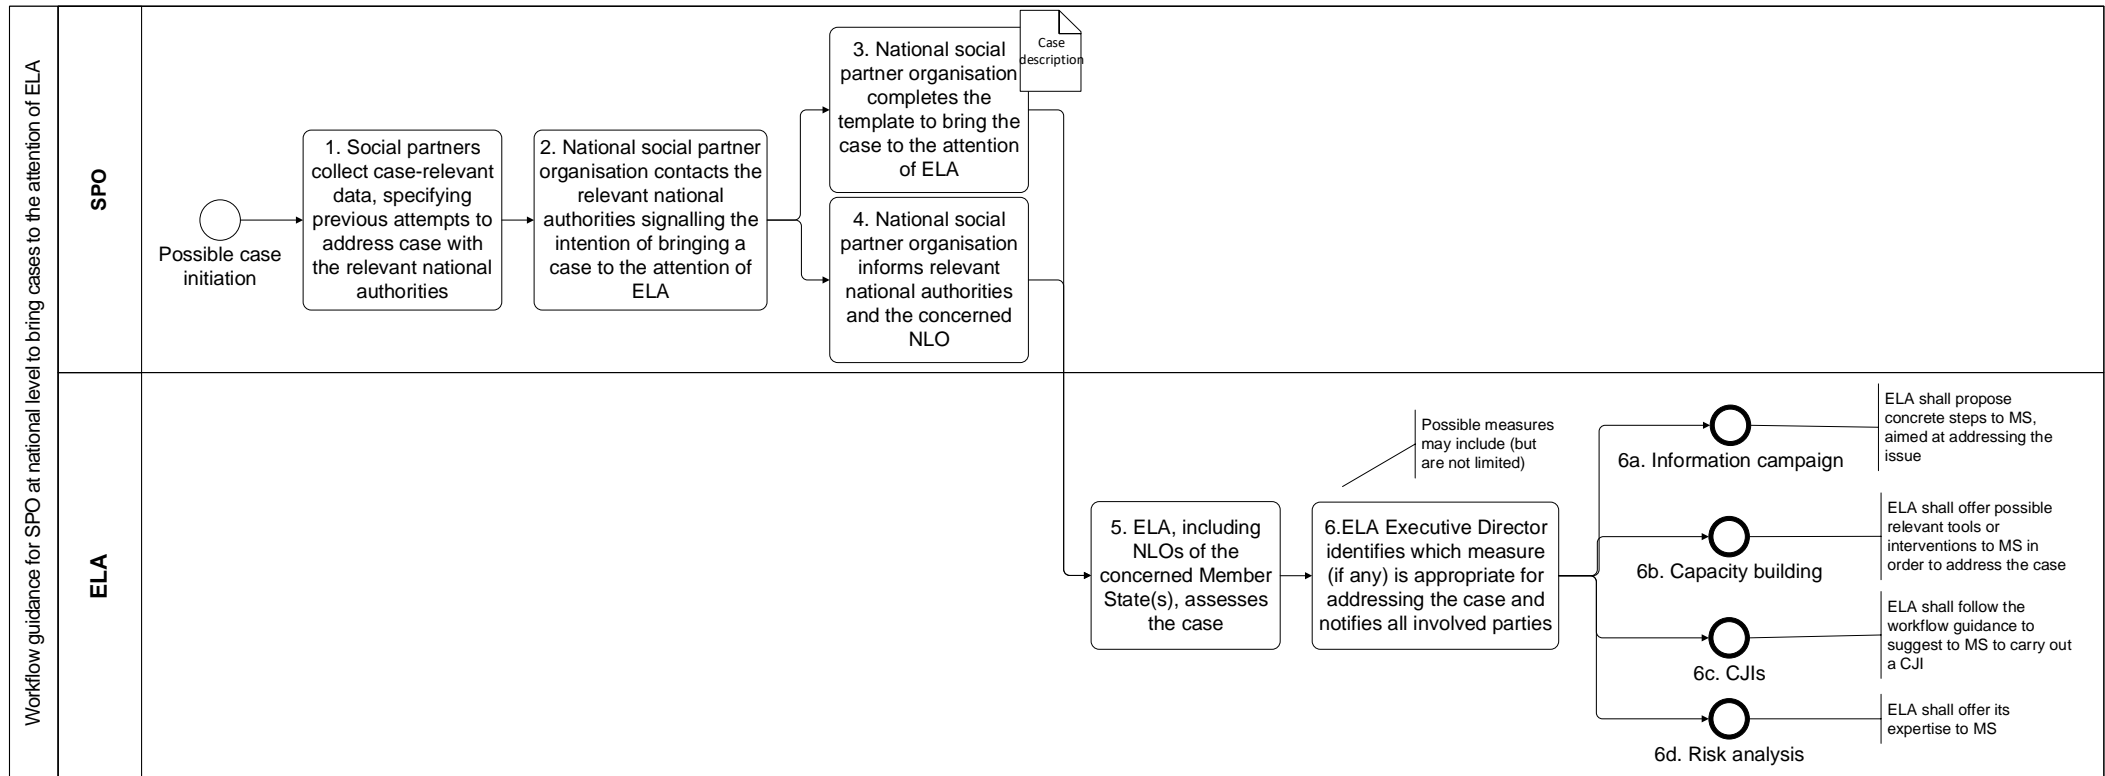 Workflow guidance for SPO at national level to bring cases to the attention of ELA
SPO
Possible case
initiation
1. Social partners
collect case-relevant
data, specifying
previous attempts to
address case with
the relevant national
authorities
2. National social partner
organisation contacts the
relevant national
authorities signalling the
intention of bringing a
case to the attention of
ELA
3. National social
partner organisation
completes the
template to bring the
case to the attention
of ELA
Case
description
4. National social
partner organisation
informs relevant
national authorities
and the concerned
NLO
ELA
5. ELA, including
NLOs of the
concerned Member
State(s), assesses
the case
6.ELA Executive Director
identifies which measure
(if any) is appropriate for
addressing the case and
notifies all involved parties
Possible measures
may include (but
are not limited)
6a. Information campaign
ELA shall propose
concrete steps to MS,
aimed at addressing the
issue
6b. Capacity building
ELA shall offer possible
relevant tools or
interventions to MS in
order to address the case
6c. CJIs
ELA shall follow the
workflow guidance to
suggest to MS to carry out
a CJI
6d. Risk analysis
ELA shall offer its
expertise to MS